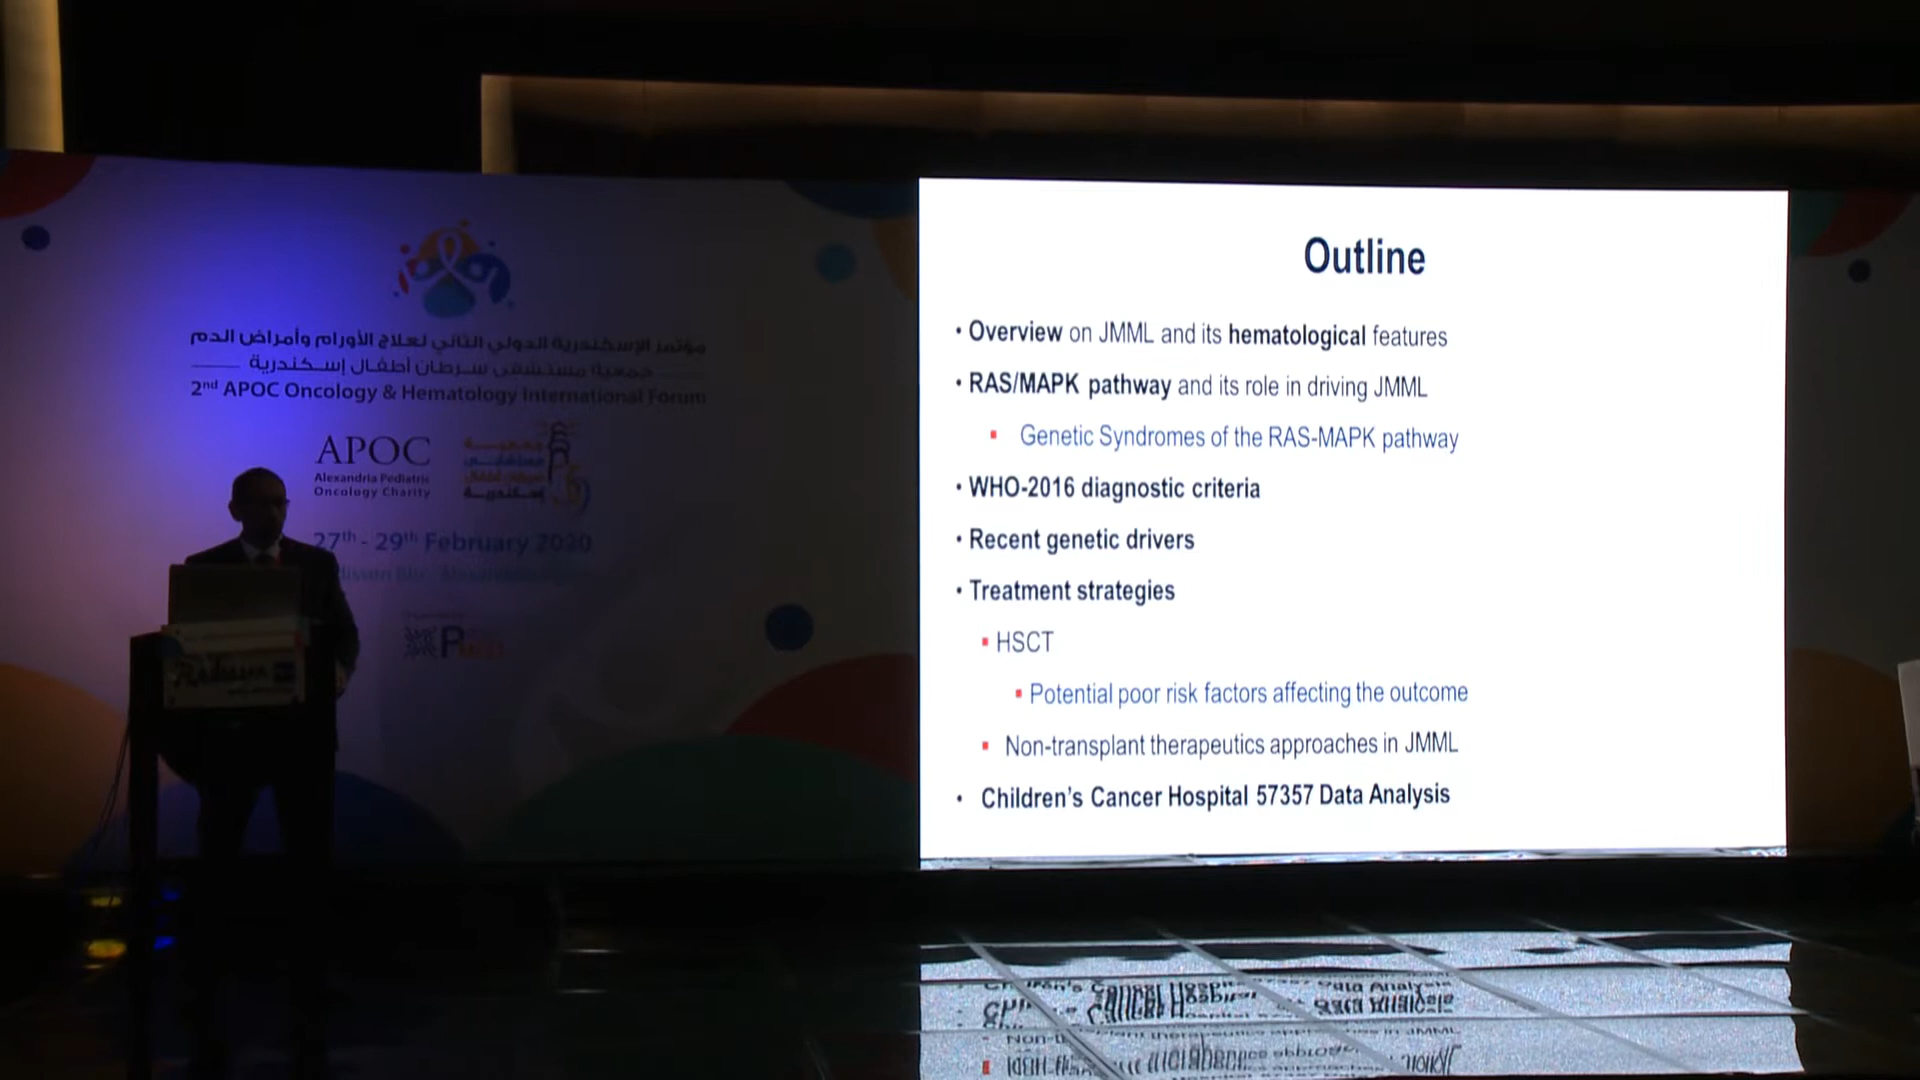 مؤتمر الإسكندرية الدولي الثاني لعلاج الأورام وأمراض الدم
جمعية مستشفى سرطان أطفال إسكندرية
2nd APOC Oncology & Hematology International Forum
APOC
Alexandria Pediatric
Oncology Charity
27th - 29th February 2020
Radisson
Outline
• Overview on JMML and its hematological features
• RAS/MAPK pathway and its role in driving JMML
▪ Genetic Syndromes of the RAS-MAPK pathway
• WHO-2016 diagnostic criteria
• Recent genetic drivers
• Treatment strategies
▪ HSCT
▪ Potential poor risk factors affecting the outcome
▪ Non-transplant therapeutics approaches in JMML
• Children's Cancer Hospital 57357 Data Analysis